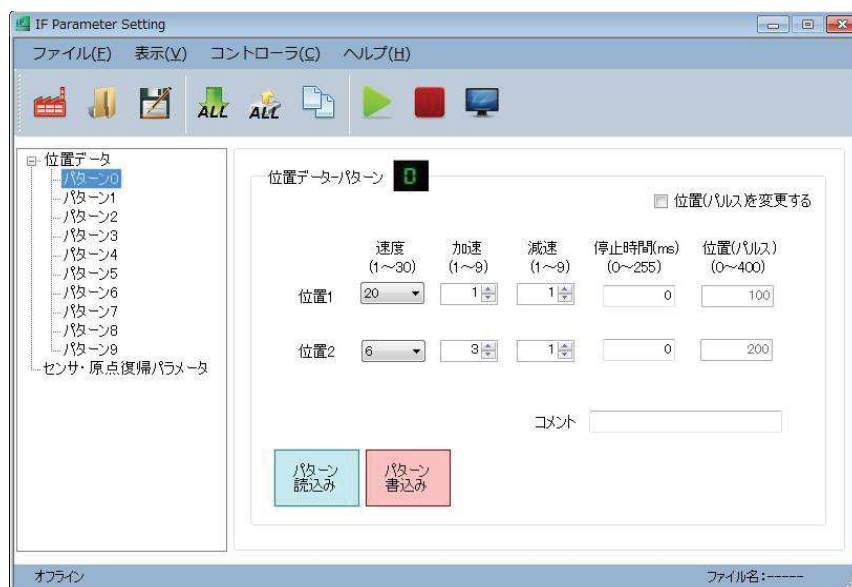 IF Parameter Setting
ファイル(F) 表示(V) コントローラ(C) ヘルプ(H)
ALL ALL
位置データ
パターン0
パターン1
パターン2
パターン3
パターン4
パターン5
パターン6
パターン7
パターン8
パターン9
センサ・原点復帰パラメータ
位置データーパターン 0
位置(パルス)を変更する
速度 加速 減速 停止時間(ms) 位置(パルス)
(1～30) (1～9) (1～9) (0～255) (0～400)
位置1 20 1 1 0 100
位置2 6 3 1 0 200
コメント
パターン
読込み
パターン
書込み
オフライン ファイル名:-----